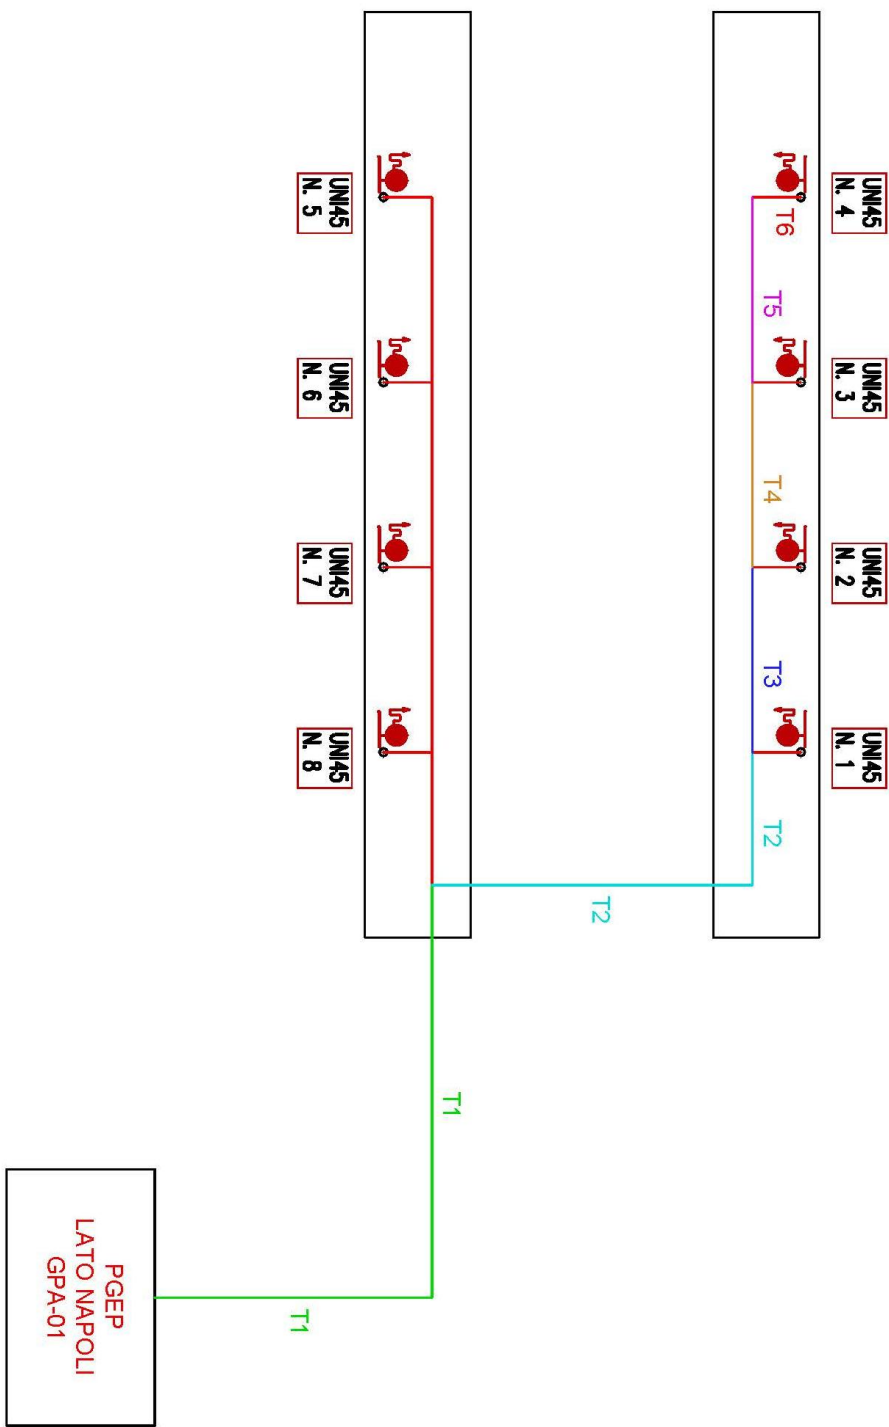 UNI45
N. 4
UNI45
N. 3
UNI45
N. 2
UNI45
N. 1
T6
T5
T4
T3
T2
T2
T1
UNI45
N. 5
UNI45
N. 6
UNI45
N. 7
UNI45
N. 8
T1
PGEP
LATO NAPOLI
GPA-01